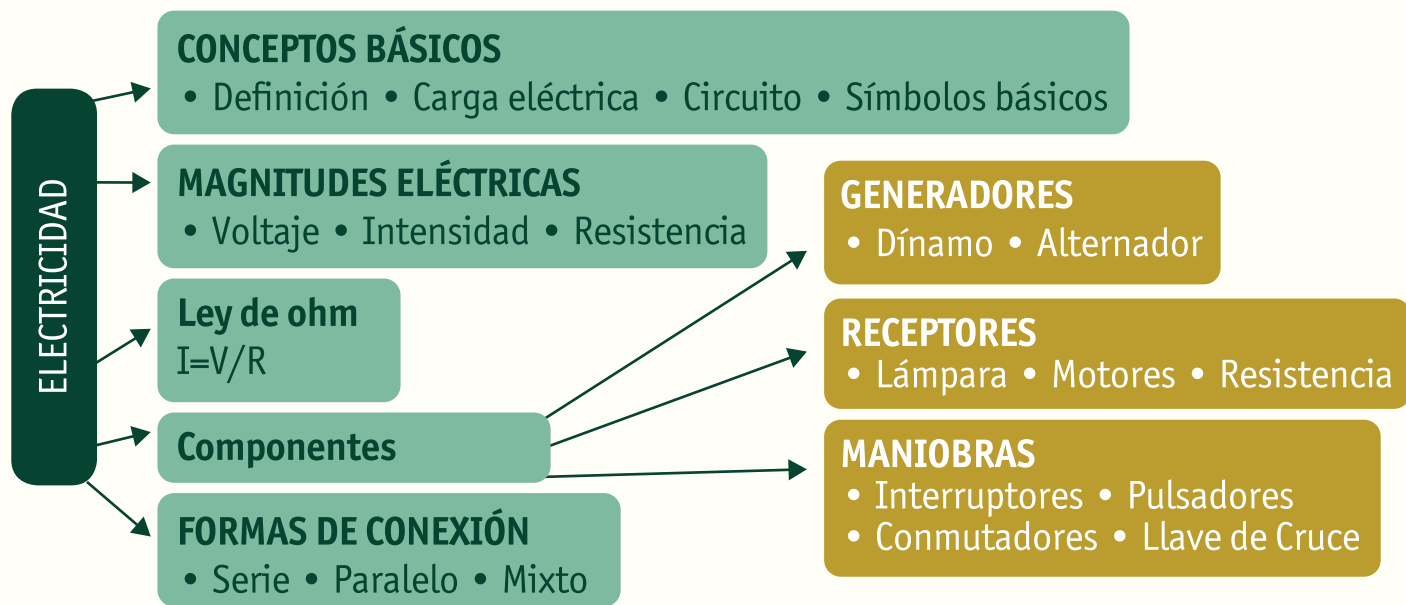 ELECTRICIDAD
CONCEPTOS BÁSICOS
• Definición • Carga eléctrica • Circuito • Símbolos básicos
MAGNITUDES ELÉCTRICAS
• Voltaje • Intensidad • Resistencia
Ley de ohm
I=V/R
Componentes
GENERADORES
• Dínamo • Alternador
RECEPTORES
• Lámpara • Motores • Resistencia
MANIOBRAS
• Interruptores • Pulsadores
• Conmutadores • Llave de Cruce
FORMAS DE CONEXIÓN
• Serie • Paralelo • Mixto